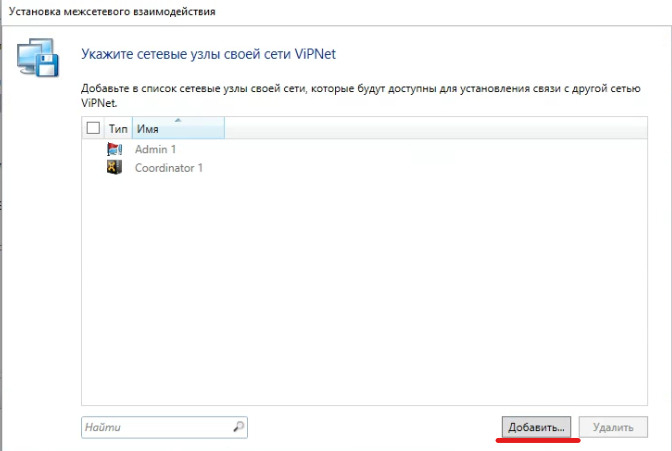 Установка межсетевого взаимодействия
Укажите сетевые узлы своей сети ViPNet
Добавьте в список сетевые узлы своей сети, которые будут доступны для установления связи с другой сетью
ViPNet.
Тип Имя
Admin 1
Coordinator 1
Найти Добавить... Удалить